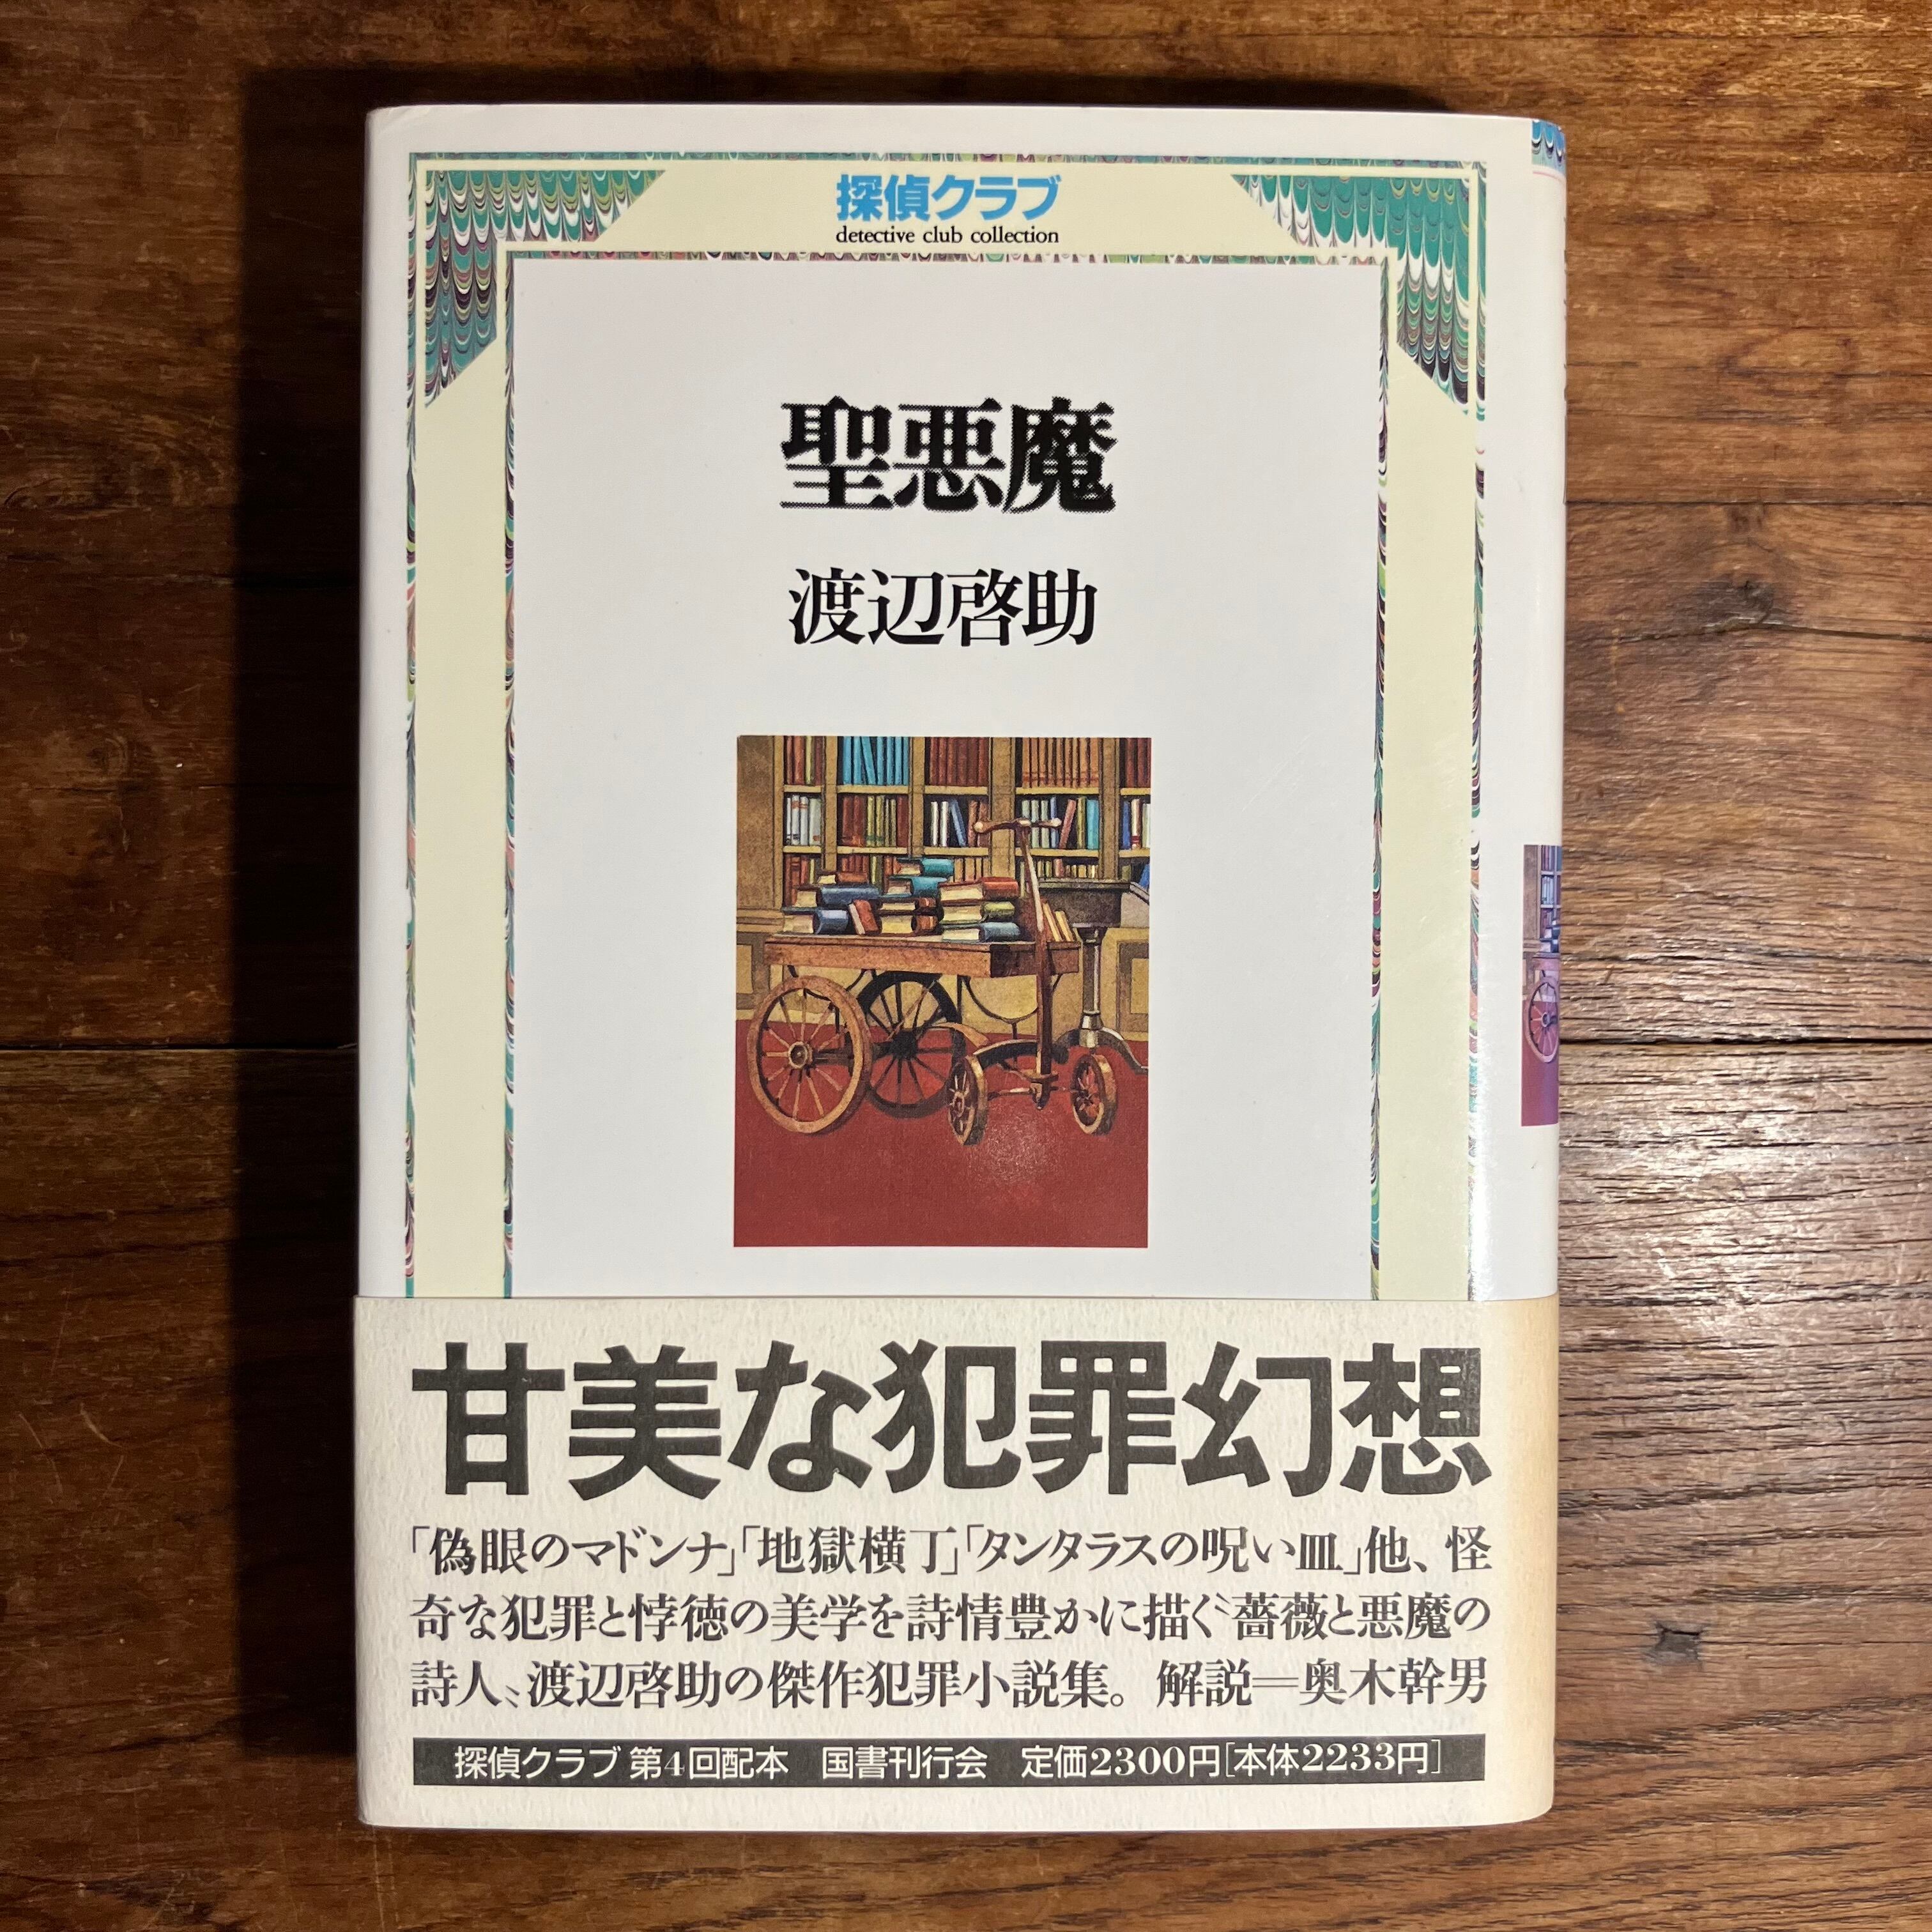 探偵クラブ
detective club collection
聖悪魔
渡辺啓助
甘美な犯罪幻想
「偽眼のマドンナ」「地獄横丁」「タンタラスの呪い皿」他、怪
奇な犯罪と悖徳の美学を詩情豊かに描く〝薔薇と悪魔の
詩人〟渡辺啓助の傑作犯罪小説集。 解説＝奥木幹男
探偵クラブ 第4回配本 国書刊行会 定価2300円[本体2233円]